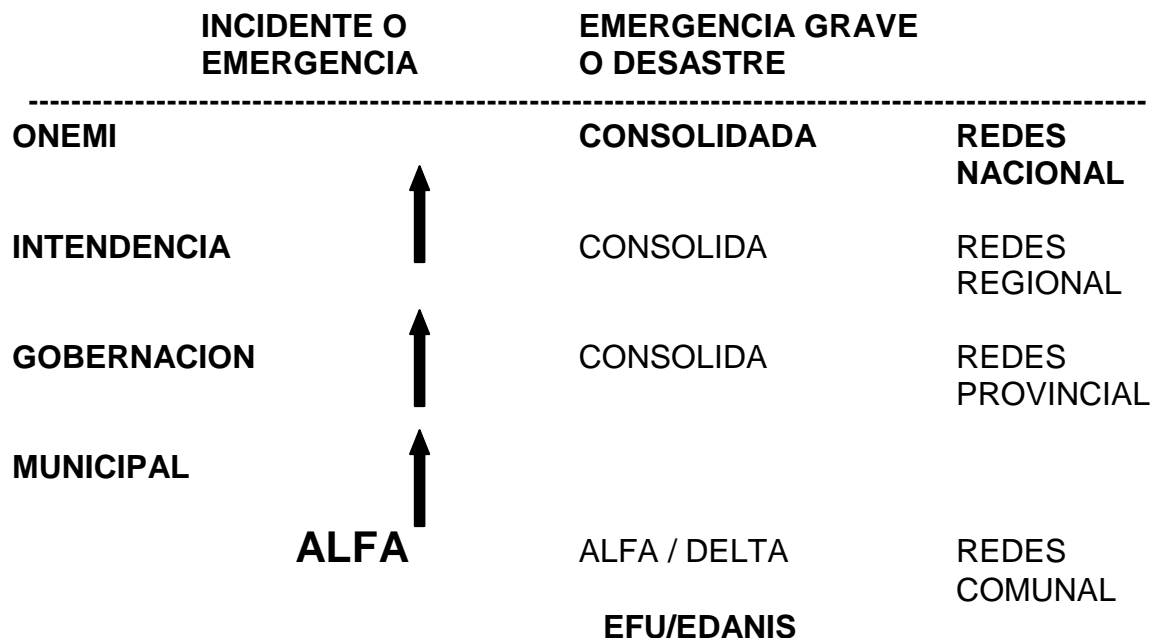 INCIDENTE O EMERGENCIA GRAVE
EMERGENCIA O DESASTRE
--------------------------------------------------------------------------------------------------------
ONEMI CONSOLIDADA REDES
NACIONAL
INTENDENCIA CONSOLIDA REDES
REGIONAL
GOBERNACION CONSOLIDA REDES
PROVINCIAL
MUNICIPAL
ALFA ALFA / DELTA REDES
COMUNAL
EFU/EDANIS